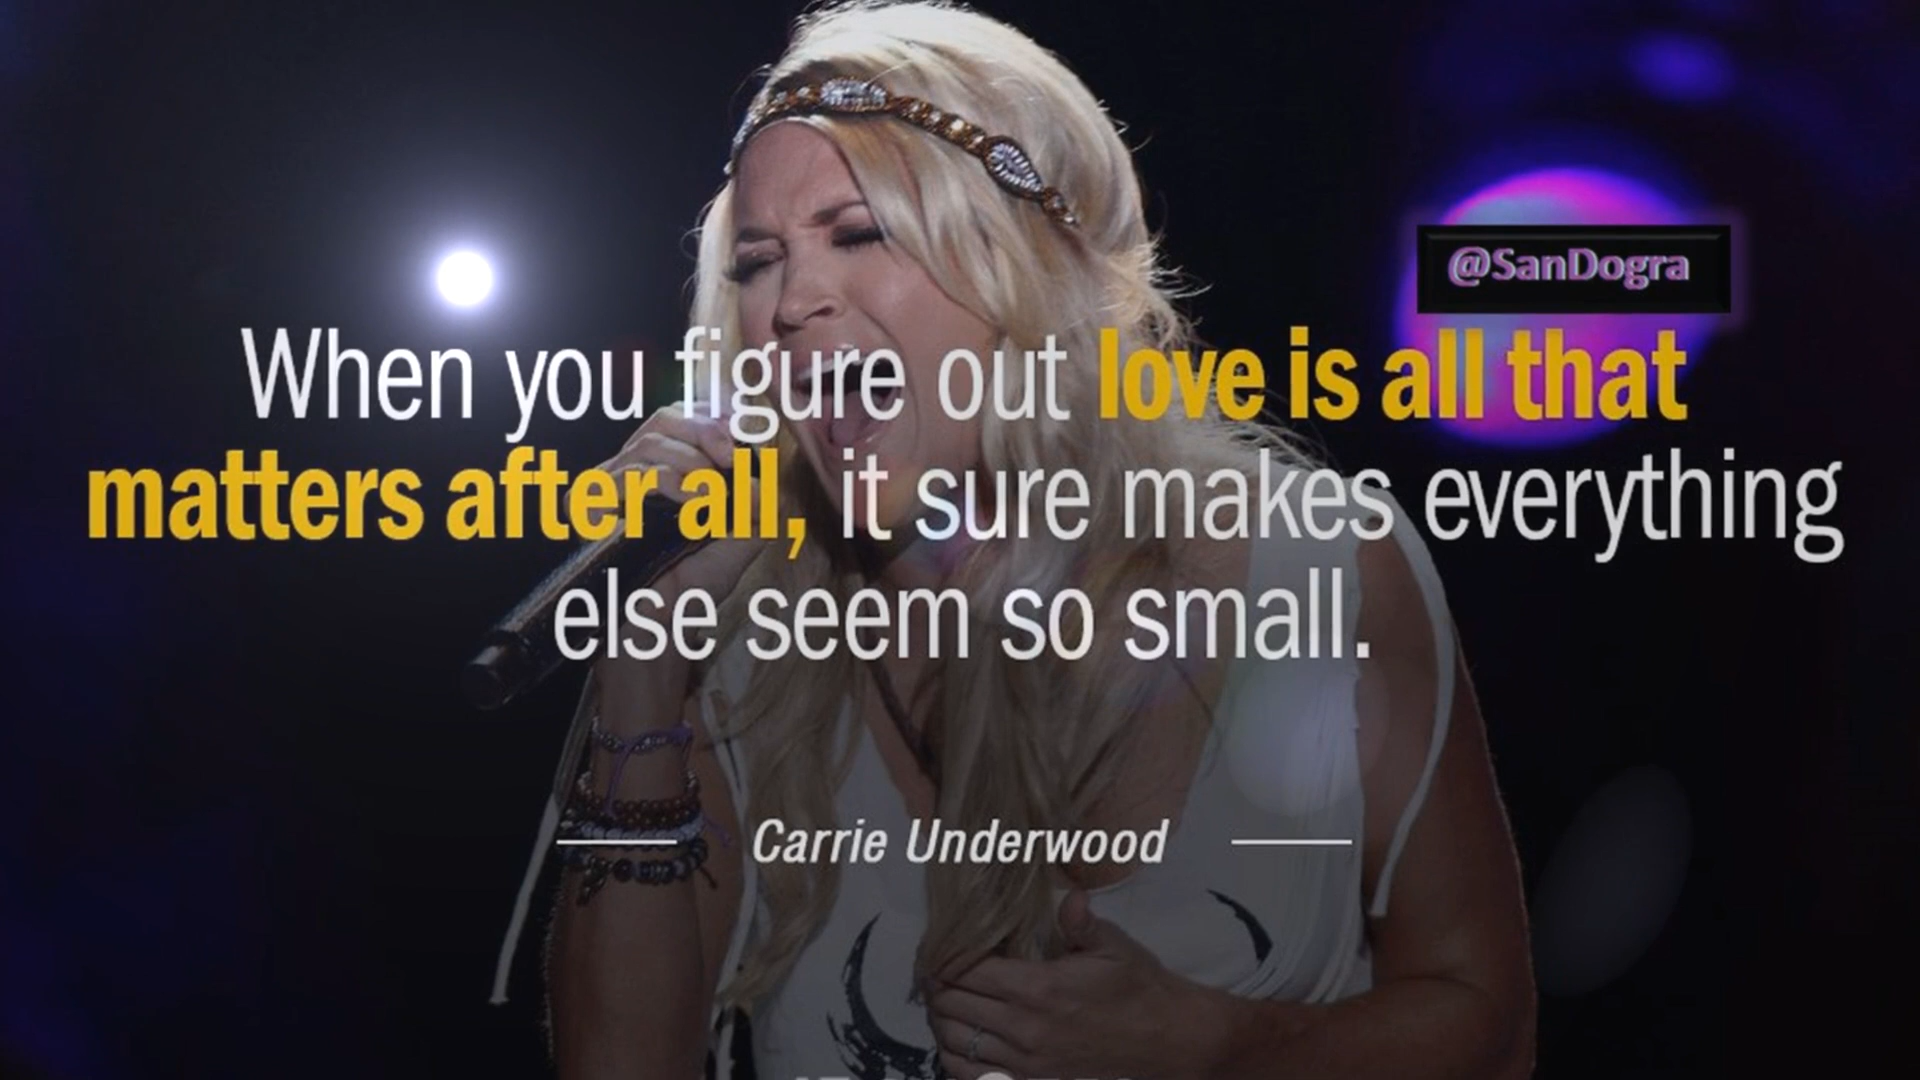 @SanDogra
When you figure out love is all that
matters after all, it sure makes everything
else seem so small.
Carrie Underwood